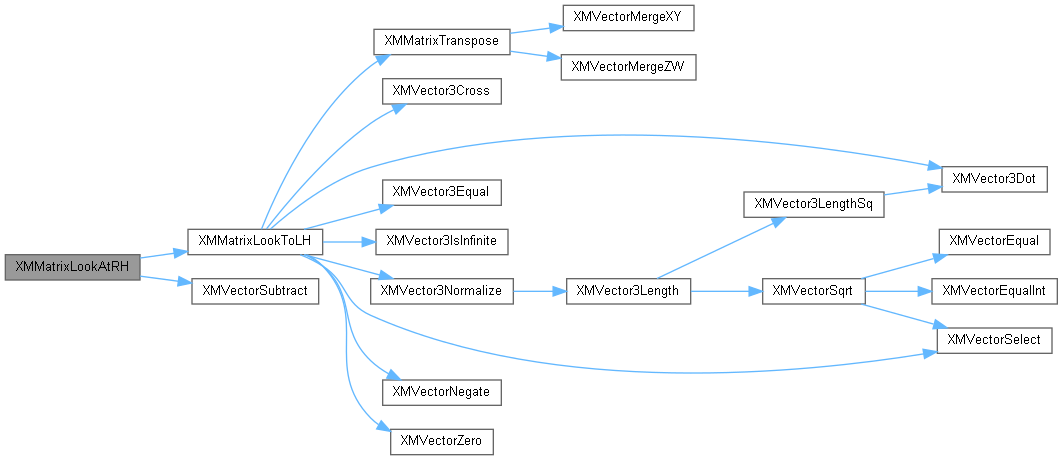 XMVectorMergeXY
XMMatrixTranspose
XMVectorMergeZW
XMVector3Cross
XMVector3Dot
XMVector3Equal
XMVector3LengthSq
XMMatrixLookToLH
XMVector3IsInfinite
XMVectorEqual
XMMatrixLookAtRH
XMVectorSubtract
XMVector3Normalize
XMVector3Length
XMVectorSqrt
XMVectorEqualInt
XMVectorSelect
XMVectorNegate
XMVectorZero